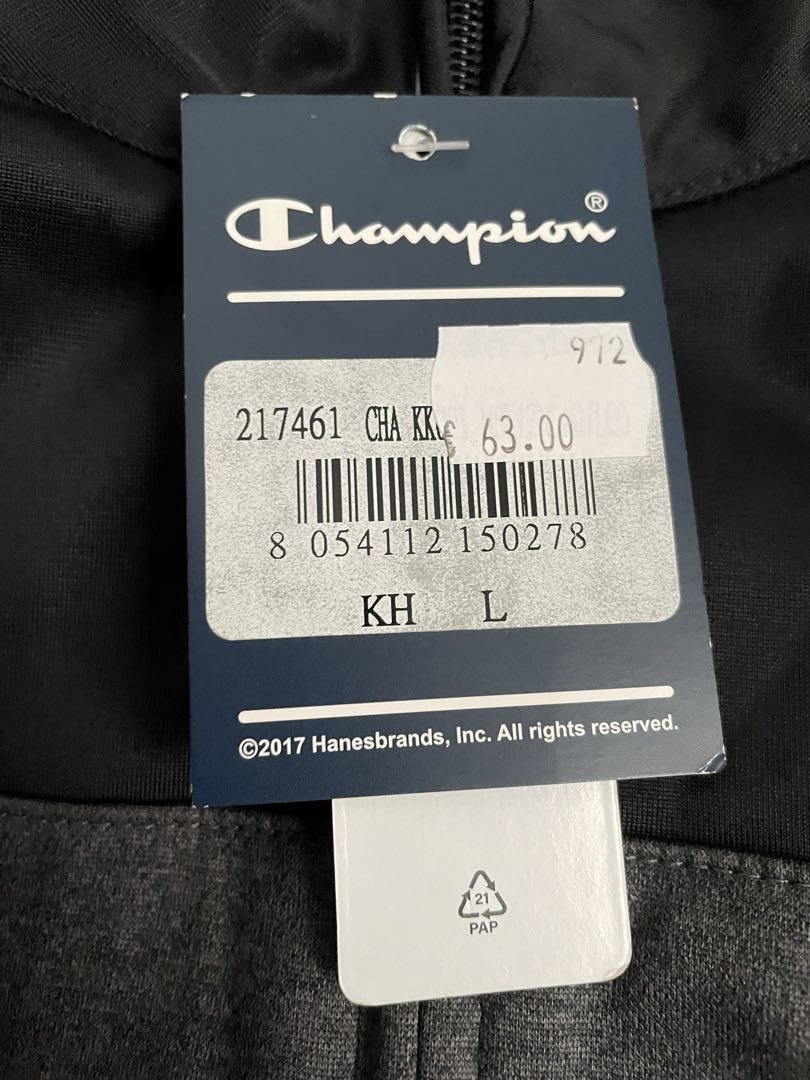 Champion®
972
€ 63.00
217461 CHA
8 054112 150278
KH L
©2017 Hanesbrands, Inc. All rights reserved.
21
PAP